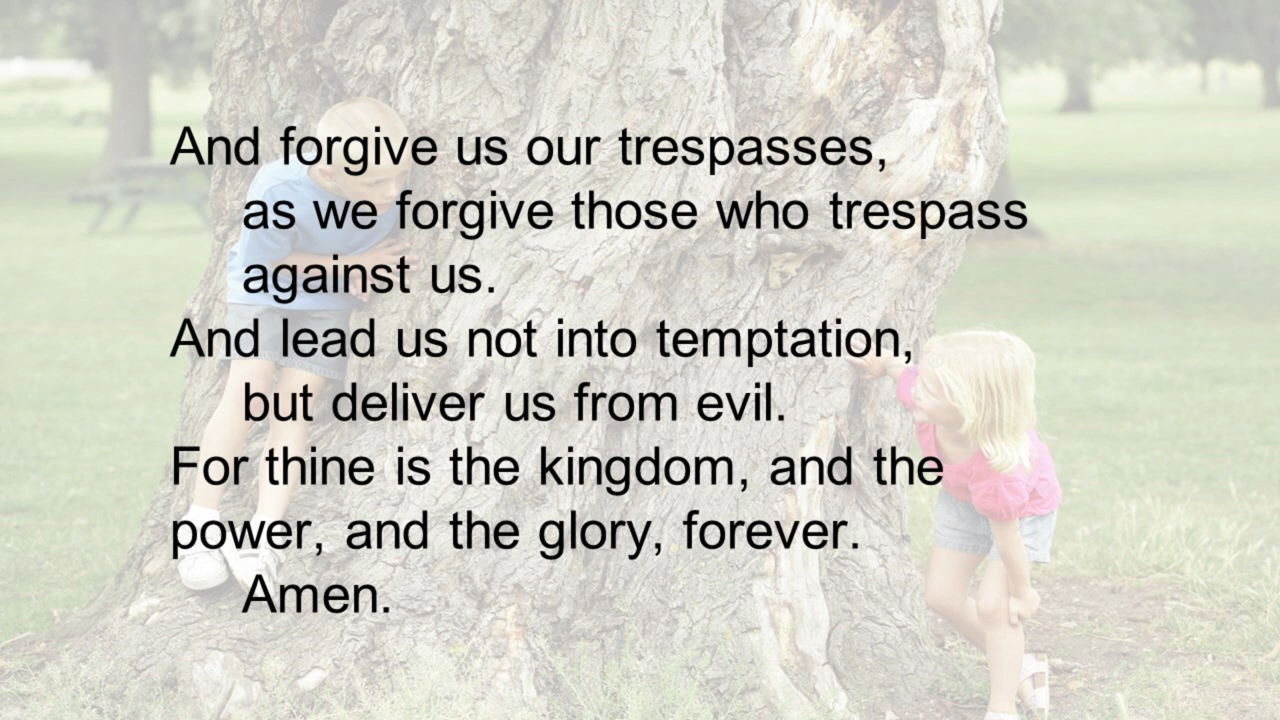 And forgive us our trespasses,
as we forgive those who trespass
against us.
And lead us not into temptation,
but deliver us from evil.
For thine is the kingdom, and the
power, and the glory, forever.
Amen.